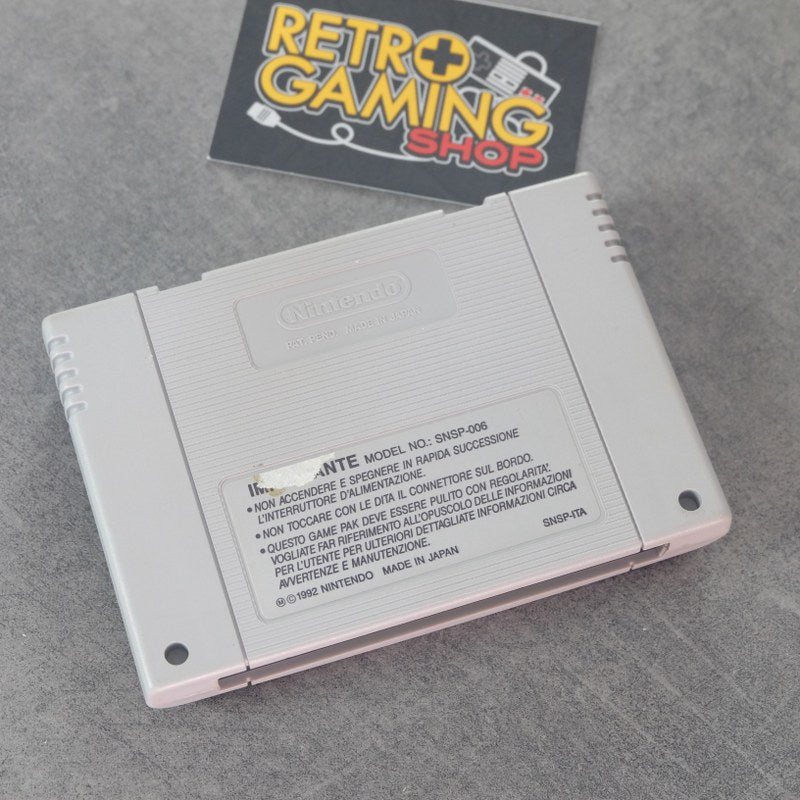 RETRO
GAMING
SHOP
Nintendo
PAT. PEND. MADE IN JAPAN
MODEL NO.: SNSP-006
• NON ACCENDERE E SPEGNERE IN RAPIDA SUCCESSIONE
L'INTERRUTTORE D'ALIMENTAZIONE.
• NON TOCCARE CON LE DITA IL CONNETTORE SUL BORDO.
• QUESTO GAME PAK DEVE ESSERE PULITO CON REGOLARITA'.
VOGLIATE FAR RIFERIMENTO ALL'OPUSCOLO DELLE INFORMAZIONI
PER L'UTENTE PER ULTERIORI DETTAGLIATE INFORMAZIONI CIRCA
AVVERTENZE E MANUTENZIONE.
SNSP-ITA
Ⓜ © 1992 NINTENDO MADE IN JAPAN